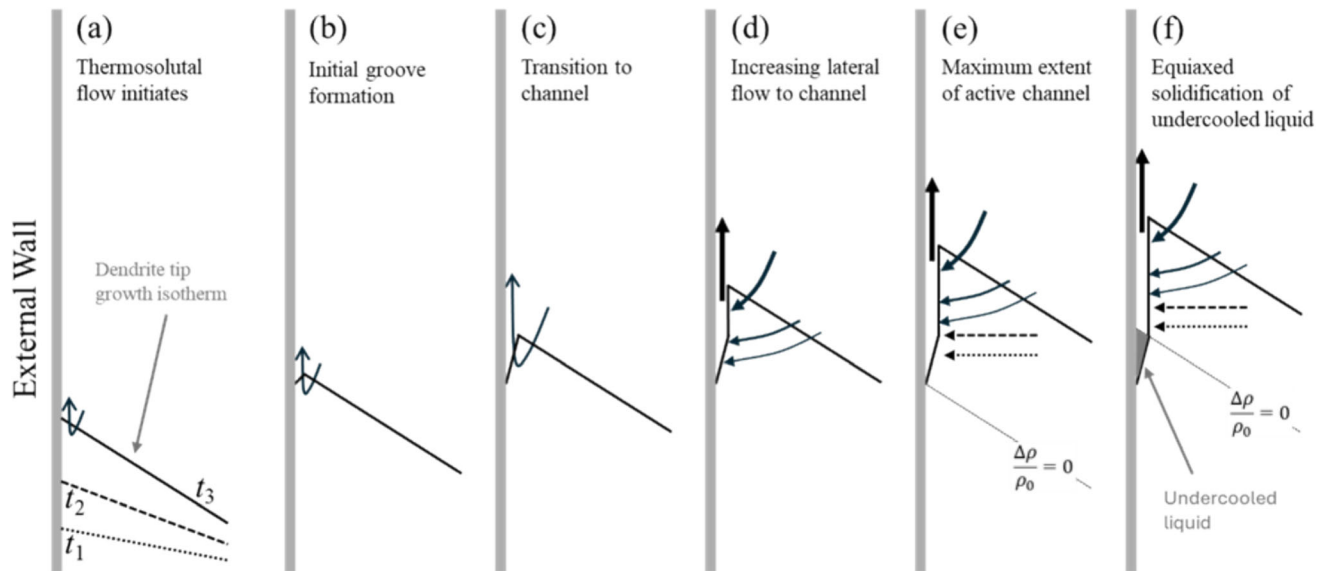 (a)
Thermosolutal
flow initiates
(b)
Initial groove
formation
(c)
Transition to
channel
(d)
Increasing lateral
flow to channel
(e)
Maximum extent
of active channel
(f)
Equiaxed
solidification of
undercooled liquid
External Wall
Dendrite tip
growth isotherm
t₃
t₂
t₁
Δρ/ρ₀ = 0
Δρ/ρ₀ = 0
Undercooled
liquid